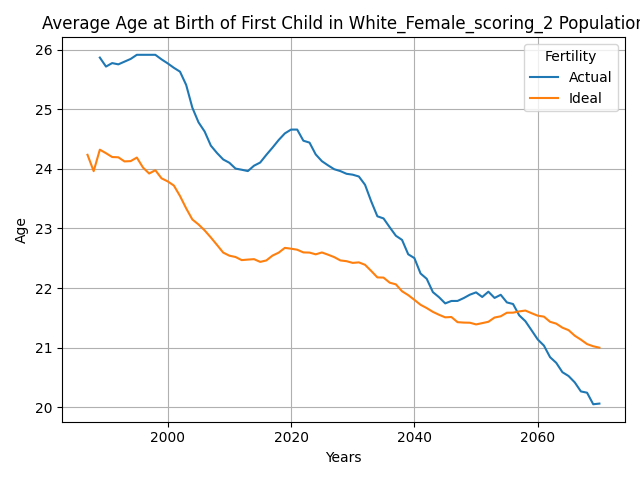 Average Age at Birth of First Child in White_Female_scoring_2 Population
Fertility
Actual
Ideal
26
25
24
23
22
21
20
Age
2000
2020
2040
2060
Years